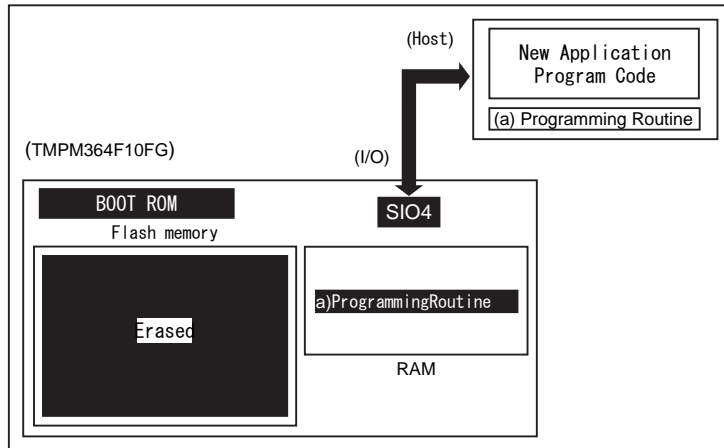 (Host)
New Application
Program Code
(a) Programming Routine
(TMPM364F10FG)
(I/O)
BOOT ROM
SIO4
Flash memory
a)ProgrammingRoutine
Erased
RAM